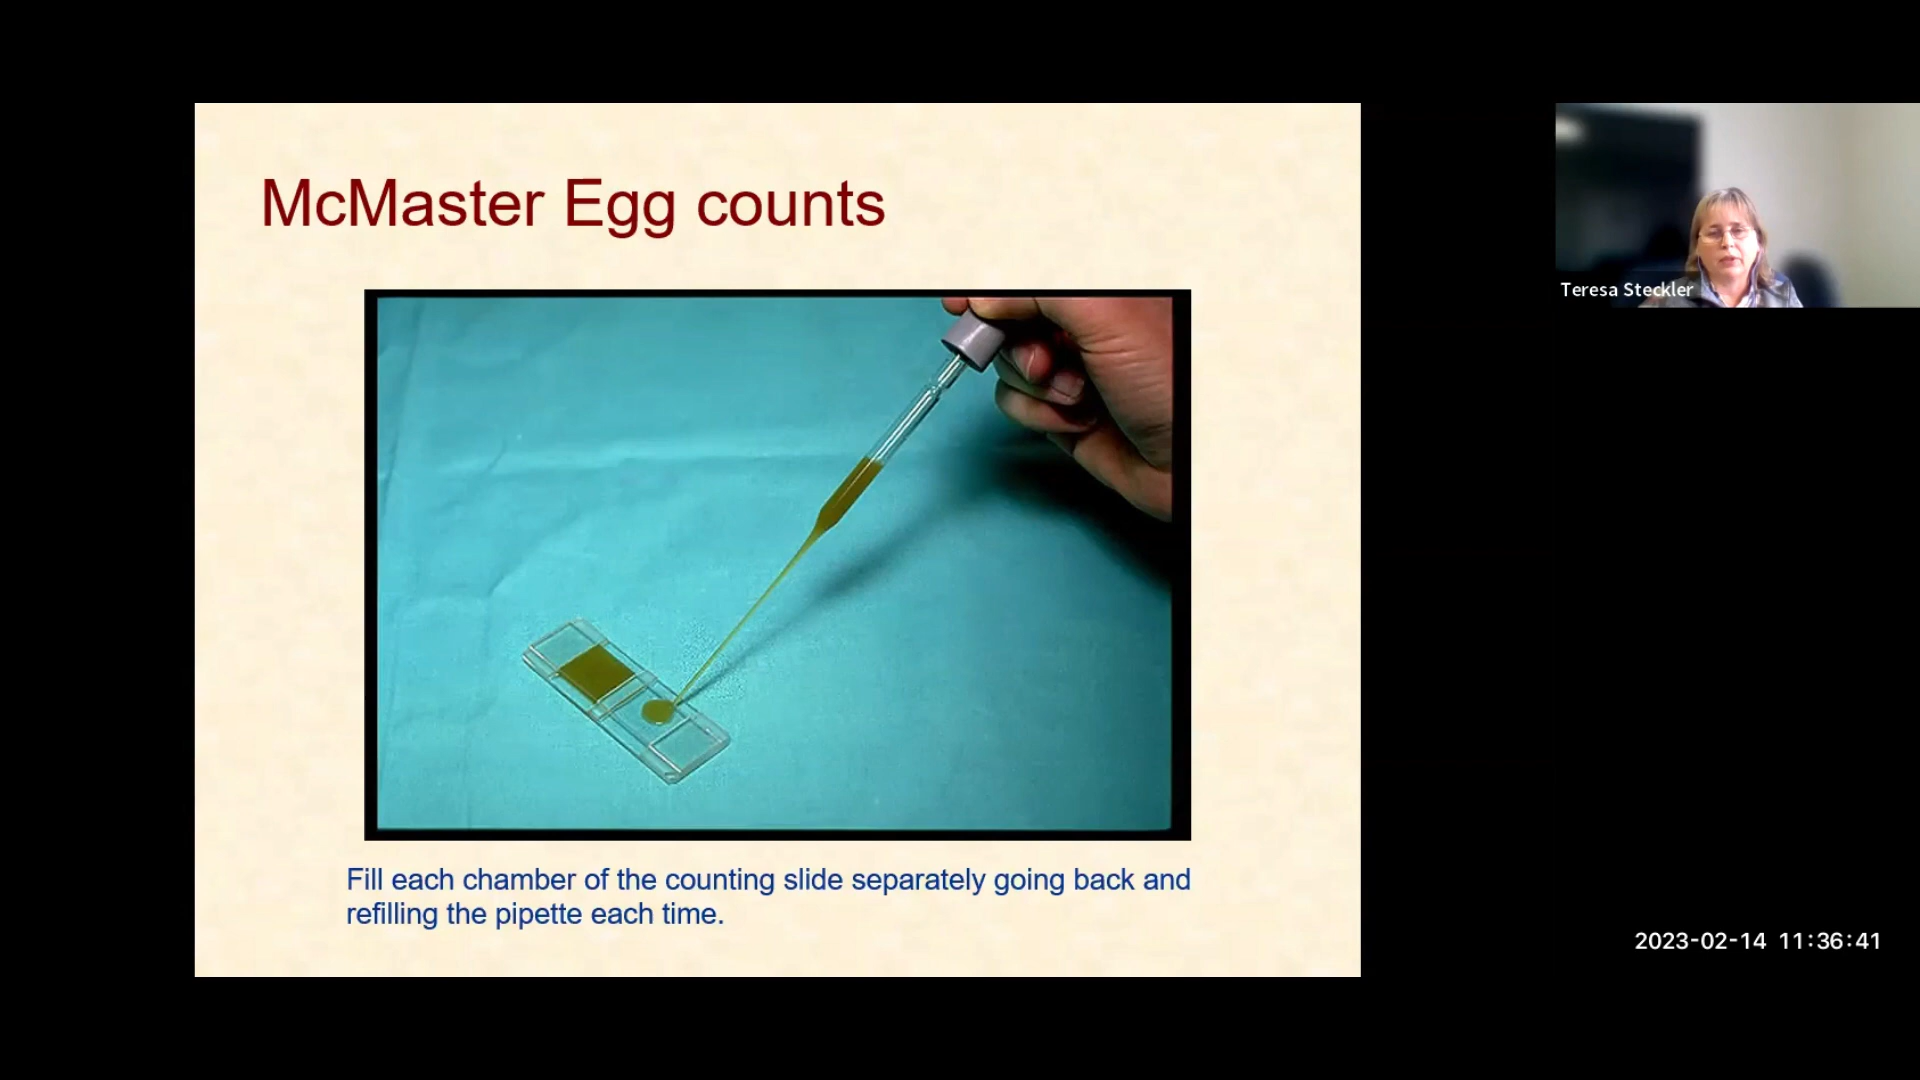 McMaster Egg counts
Teresa Steckler
Fill each chamber of the counting slide separately going back and
refilling the pipette each time.
2023-02-14 11:36:41